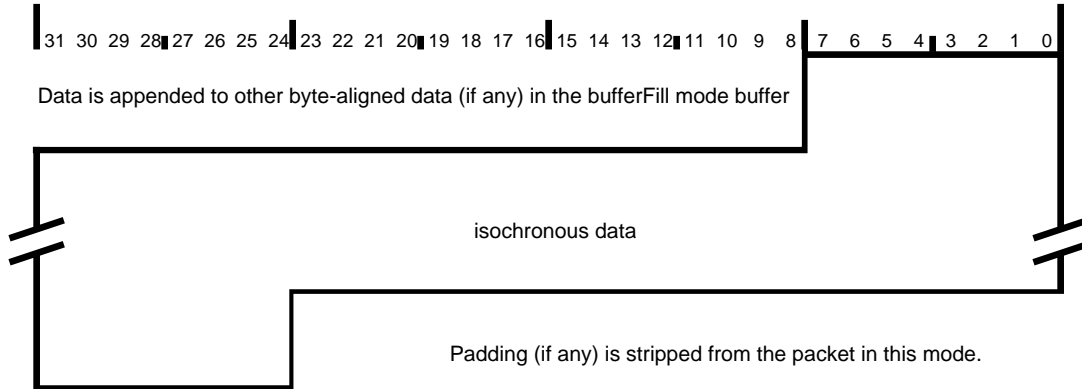 31 30 29 28 27 26 25 24 23 22 21 20 19 18 17 16 15 14 13 12 11 10 9 8 7 6 5 4 3 2 1 0
Data is appended to other byte-aligned data (if any) in the bufferFill mode buffer
isochronous data
Padding (if any) is stripped from the packet in this mode.